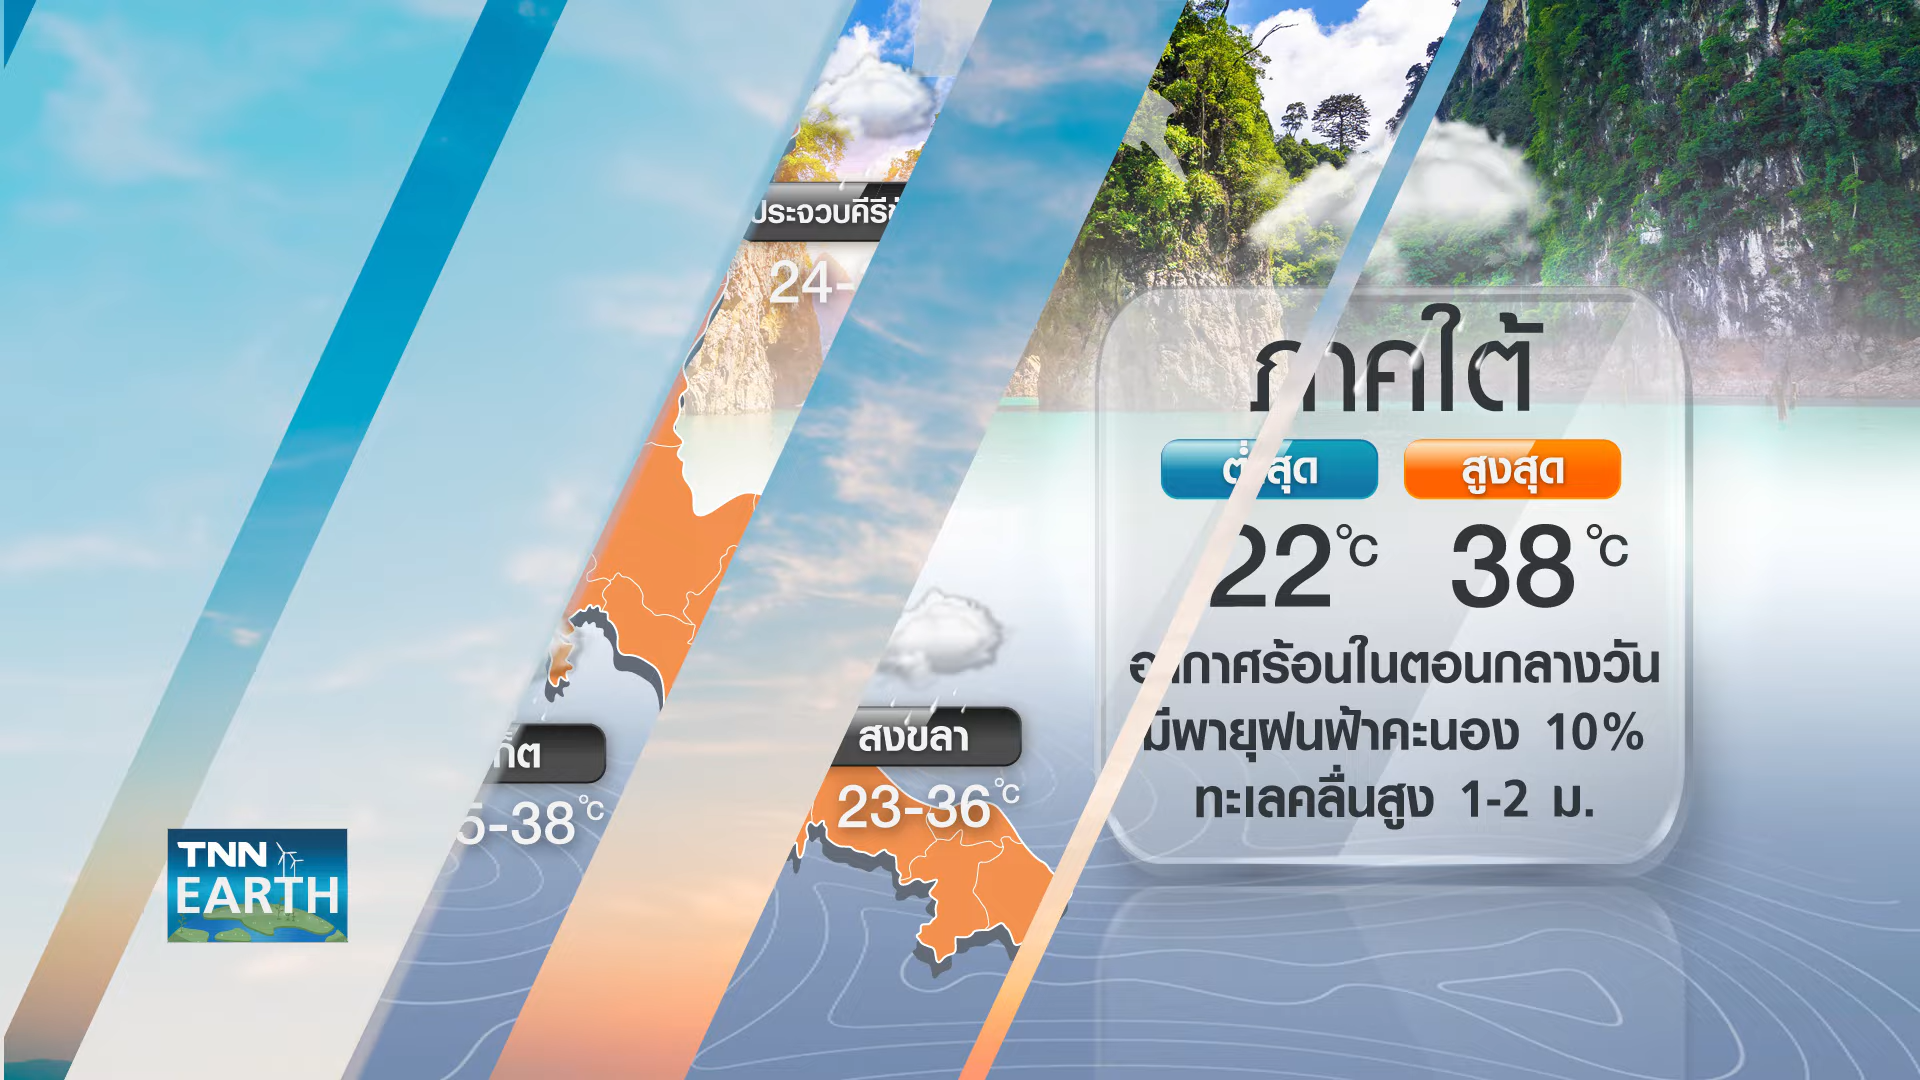 ประจวบคีรีขั
24-
ภาคใต้
ต่ำสุด
สูงสุด
22°C
38°C
อากาศร้อนในตอนกลางวัน
มีพายุฝนฟ้าคะนอง 10%
ทะเลคลื่นสูง 1-2 ม.
ก็ต
5-38°C
สงขลา
23-36°C
TNN
EARTH